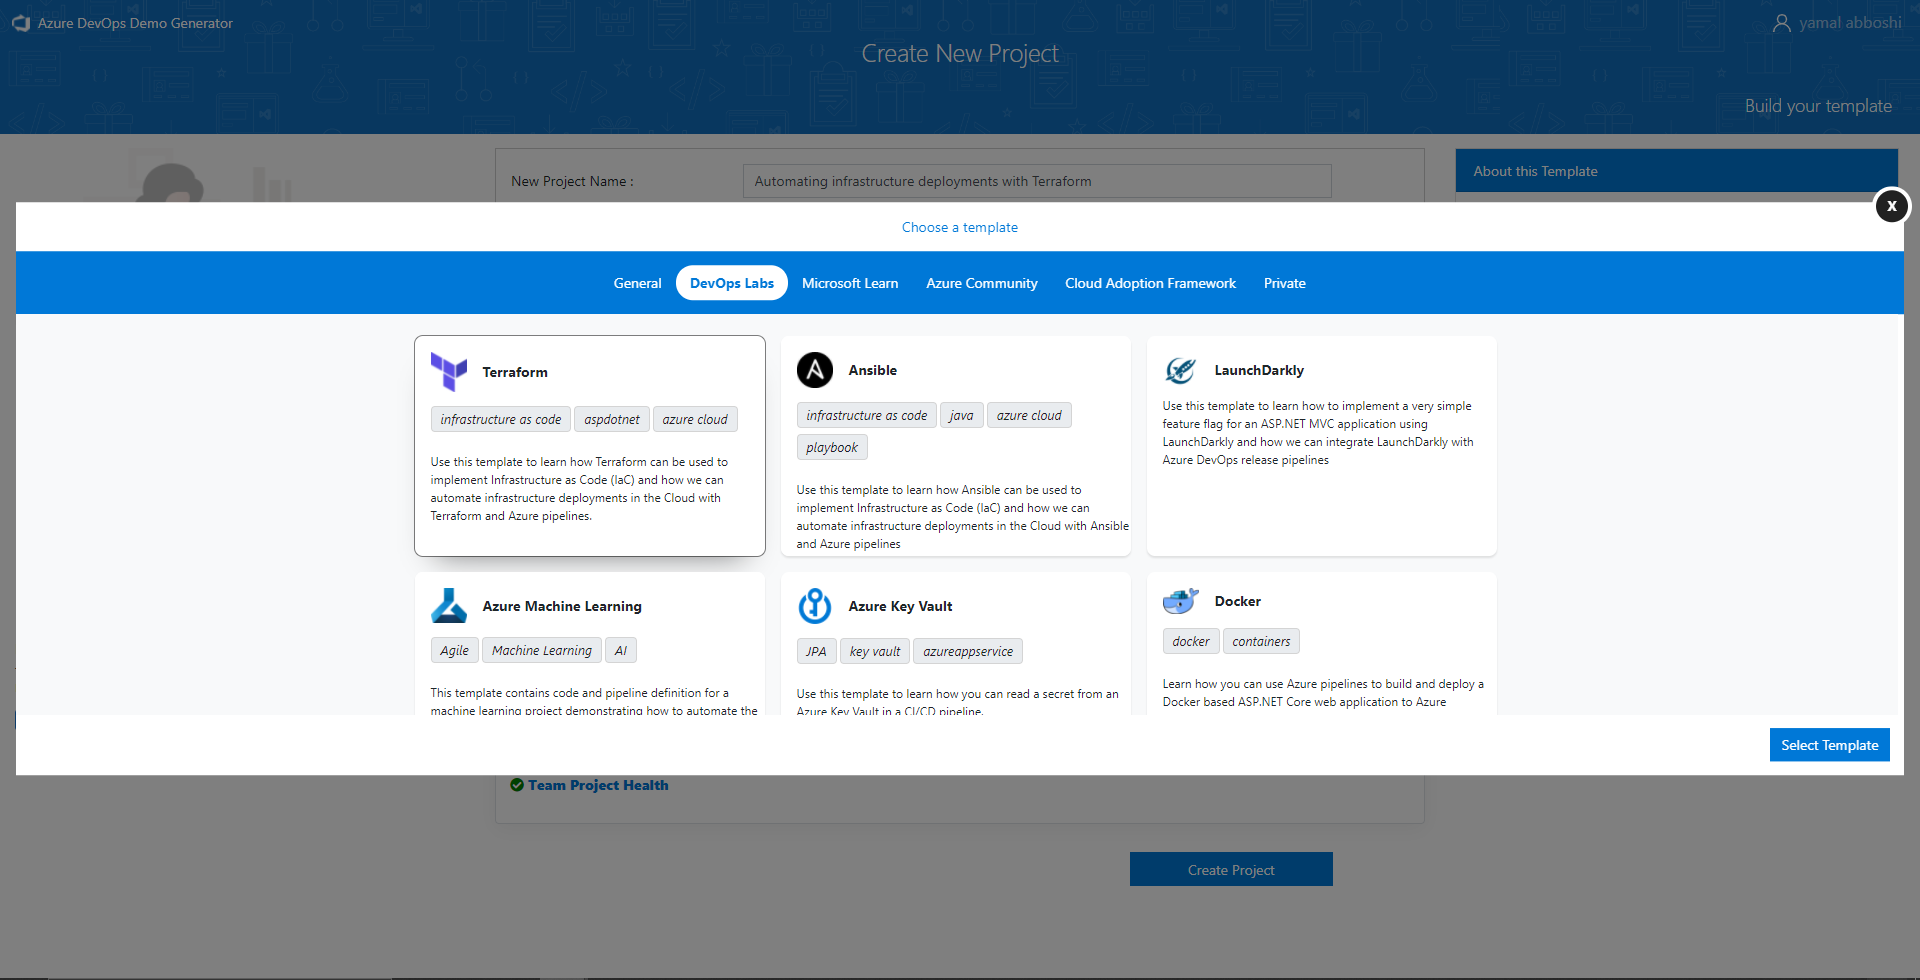 Azure DevOps Demo Generator
yamal abboshi
Create New Project
Build your template
New Project Name :
Automating infrastructure deployments with Terraform
About this Template
X
Choose a template
General
DevOps Labs
Microsoft Learn
Azure Community
Cloud Adoption Framework
Private
Terraform
infrastructure as code
aspdotnet
azure cloud
Use this template to learn how Terraform can be used to
implement Infrastructure as Code (IaC) and how we can
automate infrastructure deployments in the Cloud with
Terraform and Azure pipelines.
Ansible
infrastructure as code
java
azure cloud
playbook
Use this template to learn how Ansible can be used to
implement Infrastructure as Code (IaC) and how we can
automate infrastructure deployments in the Cloud with Ansible
and Azure pipelines
LaunchDarkly
Use this template to learn how to implement a very simple
feature flag for an ASP.NET MVC application using
LaunchDarkly and how we can integrate LaunchDarkly with
Azure DevOps release pipelines
Azure Machine Learning
Agile
Machine Learning
AI
This template contains code and pipeline definition for a
machine learning project demonstrating how to automate the
Azure Key Vault
JPA
key vault
azureappservice
Use this template to learn how you can read a secret from an
Azure Key Vault in a CI/CD pipeline.
Docker
docker
containers
Learn how you can use Azure pipelines to build and deploy a
Docker based ASP.NET Core web application to Azure
Select Template
Team Project Health
Create Project